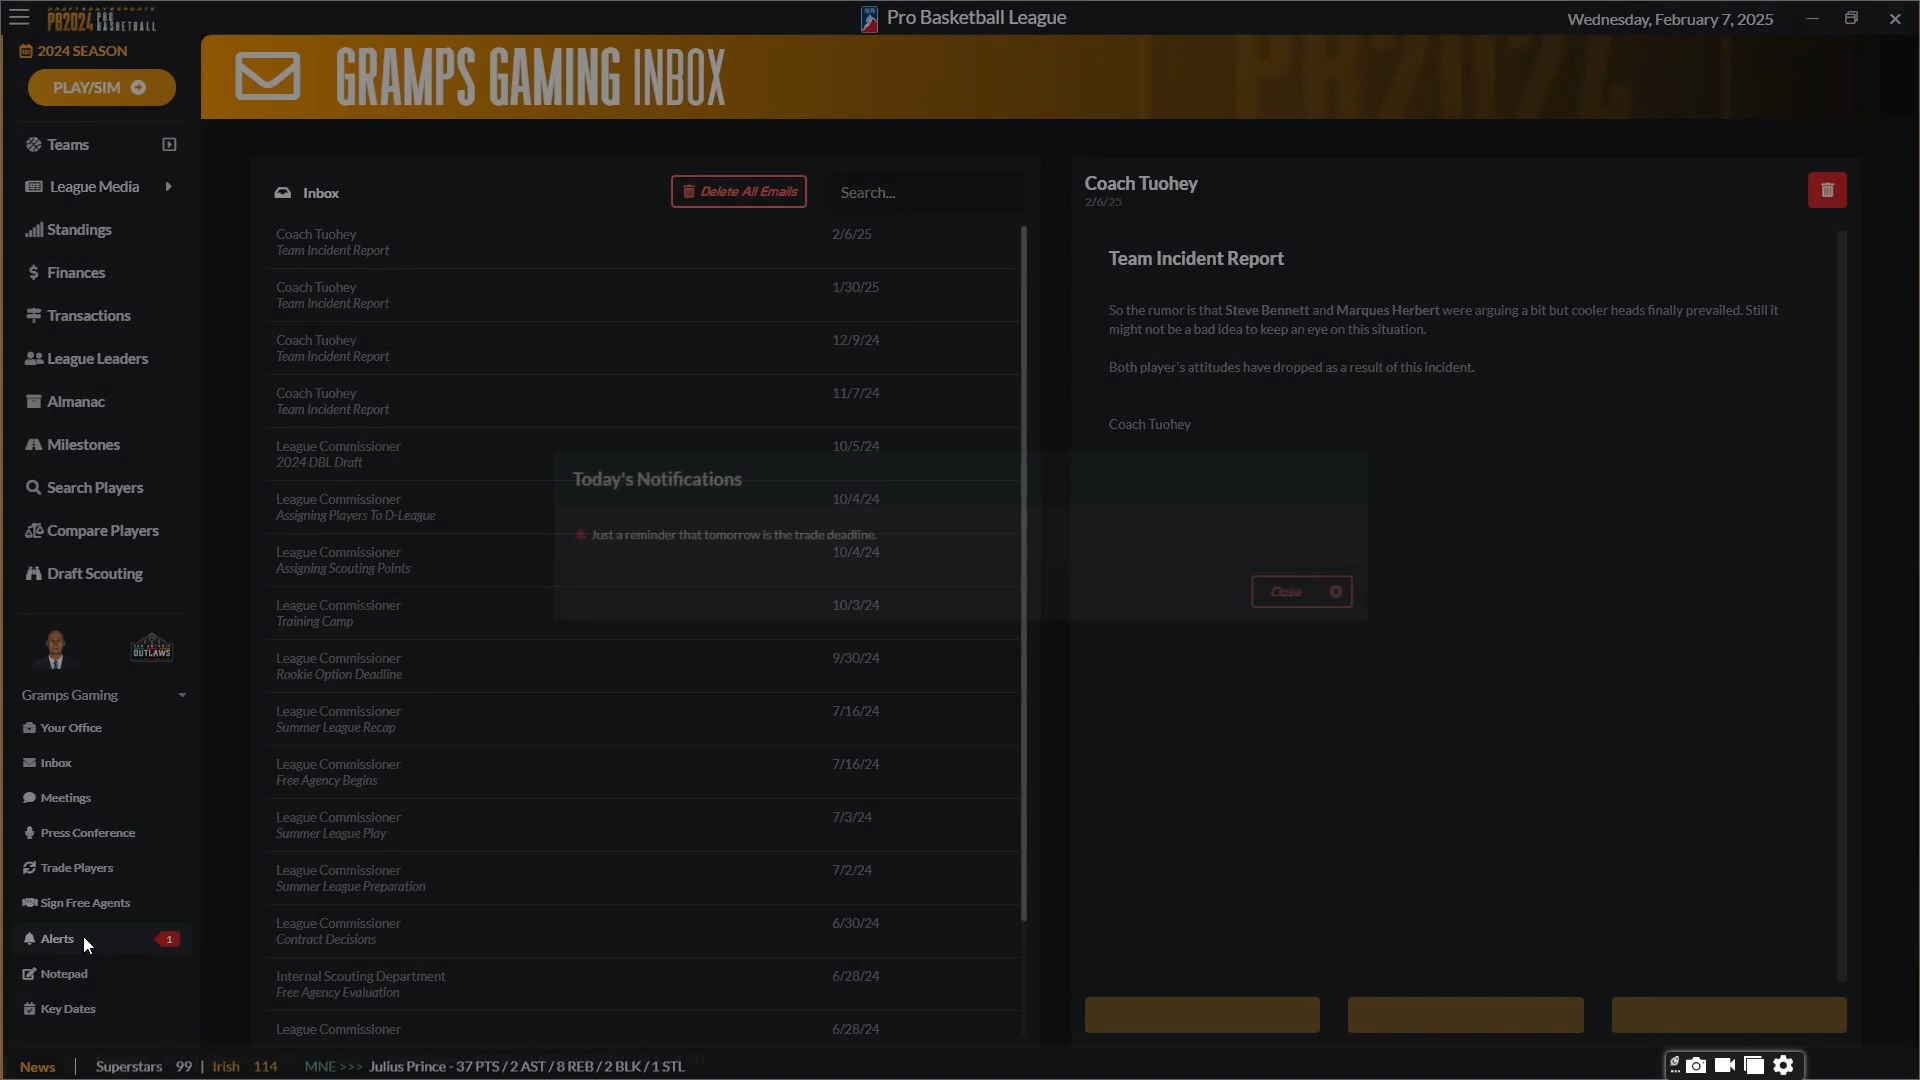 DRAFT DAY SPORTS
PB2024 PRO BASKETBALL
Pro Basketball League
Wednesday, February 7, 2025
2024 SEASON
PLAY/SIM
GRAMPS GAMING INBOX
Teams
League Media
Standings
Finances
Transactions
League Leaders
Almanac
Milestones
Search Players
Compare Players
Draft Scouting
SAN ANTONIO
OUTLAWS
Gramps Gaming
Your Office
Inbox
Meetings
Press Conference
Trade Players
Sign Free Agents
Alerts 1
Notepad
Key Dates
Inbox
Delete All Emails
Search...
Coach Tuohey 2/6/25
Team Incident Report
Coach Tuohey 1/30/25
Team Incident Report
Coach Tuohey 12/9/24
Team Incident Report
Coach Tuohey 11/7/24
Team Incident Report
League Commissioner 10/5/24
2024 DBL Draft
League Commissioner 10/4/24
Assigning Players To D-League
League Commissioner 10/4/24
Assigning Scouting Points
League Commissioner 10/3/24
Training Camp
League Commissioner 9/30/24
Rookie Option Deadline
League Commissioner 7/16/24
Summer League Recap
League Commissioner 7/16/24
Free Agency Begins
League Commissioner 7/3/24
Summer League Play
League Commissioner 7/2/24
Summer League Preparation
League Commissioner 6/30/24
Contract Decisions
Internal Scouting Department 6/28/24
Free Agency Evaluation
League Commissioner 6/28/24
Coach Tuohey
2/6/25
Team Incident Report
So the rumor is that Steve Bennett and Marques Herbert were arguing a bit but cooler heads finally prevailed. Still it
might not be a bad idea to keep an eye on this situation.
Both player's attitudes have dropped as a result of this incident.
Coach Tuohey
Today's Notifications
Just a reminder that tomorrow is the trade deadline.
Close
News | Superstars 99 | Irish 114 MNE >>> Julius Prince - 37 PTS / 2 AST / 8 REB / 2 BLK / 1 STL